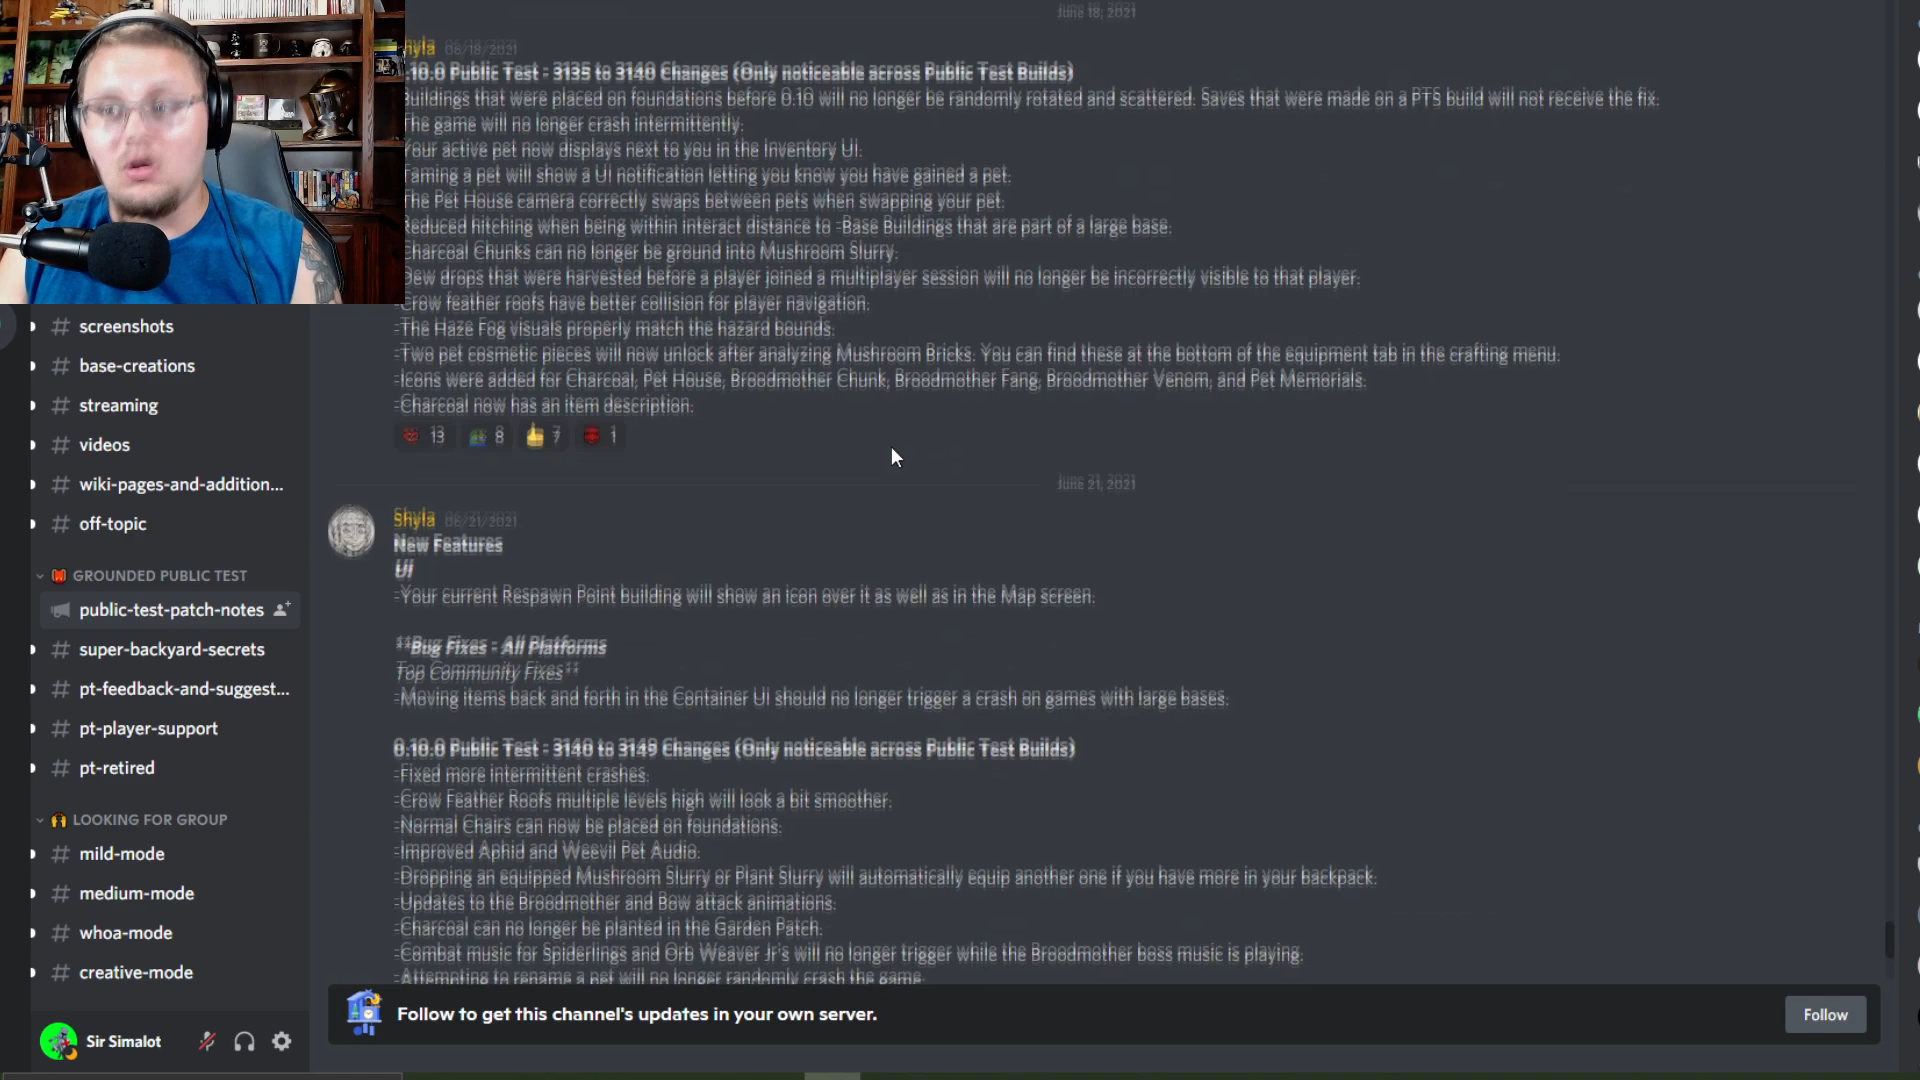 June 18, 2021
hyla 06/18/2021
.10.0 Public Test - 3135 to 3140 Changes (Only noticeable across Public Test Builds)
Buildings that were placed on foundations before 0.10 will no longer be randomly rotated and scattered. Saves that were made on a PTS build will not receive the fix.
The game will no longer crash intermittently.
Your active pet now displays next to you in the Inventory UI.
Taming a pet will show a UI notification letting you know you have gained a pet.
The Pet House camera correctly swaps between pets when swapping your pet.
Reduced hitching when being within interact distance to -Base Buildings that are part of a large base.
Charcoal Chunks can no longer be ground into Mushroom Slurry.
Dew drops that were harvested before a player joined a multiplayer session will no longer be incorrectly visible to that player.
-Crow feather roofs have better collision for player navigation.
-The Haze Fog visuals properly match the hazard bounds.
-Two pet cosmetic pieces will now unlock after analyzing Mushroom Bricks. You can find these at the bottom of the equipment tab in the crafting menu.
-Icons were added for Charcoal, Pet House, Broodmother Chunk, Broodmother Fang, Broodmother Venom, and Pet Memorials.
-Charcoal now has an item description.
13 8 7 1
June 21, 2021
Shyla 06/21/2021
New Features
UI
-Your current Respawn Point building will show an icon over it as well as in the Map screen.
**Bug Fixes - All Platforms
Top Community Fixes**
-Moving items back and forth in the Container UI should no longer trigger a crash on games with large bases.
0.10.0 Public Test - 3140 to 3149 Changes (Only noticeable across Public Test Builds)
-Fixed more intermittent crashes.
-Crow Feather Roofs multiple levels high will look a bit smoother.
-Normal Chairs can now be placed on foundations.
-Improved Aphid and Weevil Pet Audio.
-Dropping an equipped Mushroom Slurry or Plant Slurry will automatically equip another one if you have more in your backpack.
-Updates to the Broodmother and Bow attack animations.
-Charcoal can no longer be planted in the Garden Patch.
-Combat music for Spiderlings and Orb Weaver Jr's will no longer trigger while the Broodmother boss music is playing.
-Attempting to rename a pet will no longer randomly crash the game.
Follow to get this channel's updates in your own server.
Follow
# screenshots
# base-creations
# streaming
# videos
# wiki-pages-and-addition...
# off-topic
GROUNDED PUBLIC TEST
public-test-patch-notes
# super-backyard-secrets
# pt-feedback-and-suggest...
# pt-player-support
# pt-retired
LOOKING FOR GROUP
# mild-mode
# medium-mode
# whoa-mode
# creative-mode
Sir Simalot